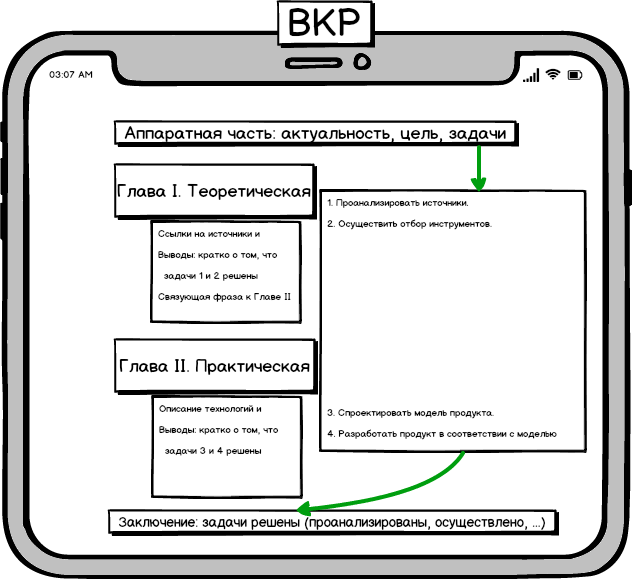 ВКР
03:07 AM
Аппаратная часть: актуальность, цель, задачи
Глава I. Теоретическая
Ссылки на источники и
Выводы: кратко о том, что
задачи 1 и 2 решены
Связующая фраза к Главе II
1. Проанализировать источники.
2. Осуществить отбор инструментов.
3. Спроектировать модель продукта.
4. Разработать продукт в соответствии с моделью
Глава II. Практическая
Описание технологий и
Выводы: кратко о том, что
задачи 3 и 4 решены
Заключение: задачи решены (проанализированы, осуществлено, ...)